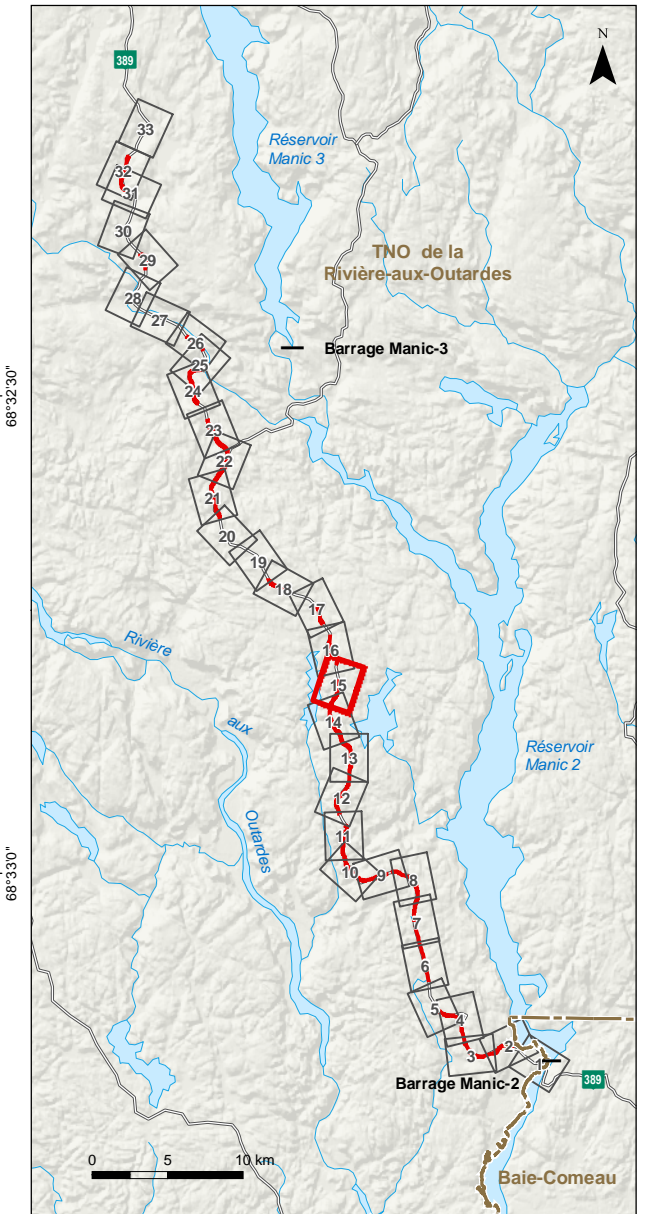 N
389
33
Réservoir
Manic 3
32
31
30
TNO de la
Rivière-aux-Outardes
29
28
27
26
Barrage Manic-3
25
24
68°32'30"
23
22
21
20
19
18
17
Rivière
16
15
aux
14
Réservoir
Manic 2
13
12
Outardes
11
68°33'0"
10
9
8
7
6
5
4
3
2
1
Barrage Manic-2
389
0
5
10 km
Baie-Comeau